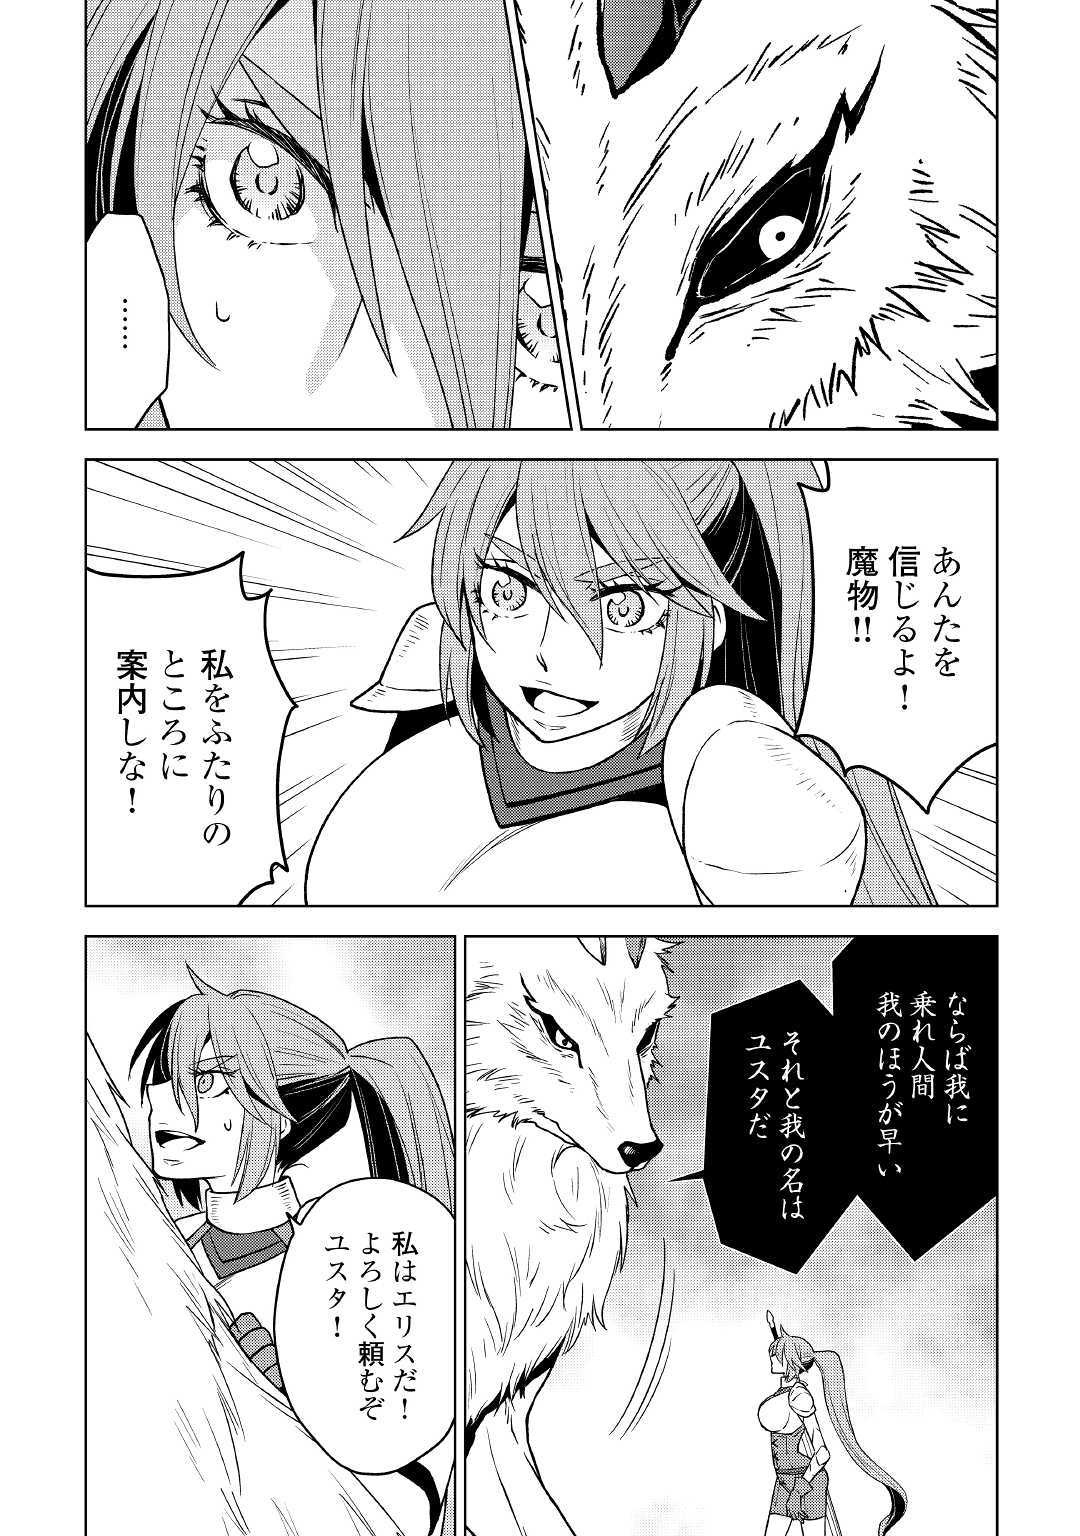 ……
あんたを
信じるよ！
魔物!!
私をふたりの
ところに
案内しな！
ならば我に
乗れ人間
我のほうが早い
それと我の名は
ユスタだ
私はエリスだ！
よろしく頼むぞ
ユスタ！